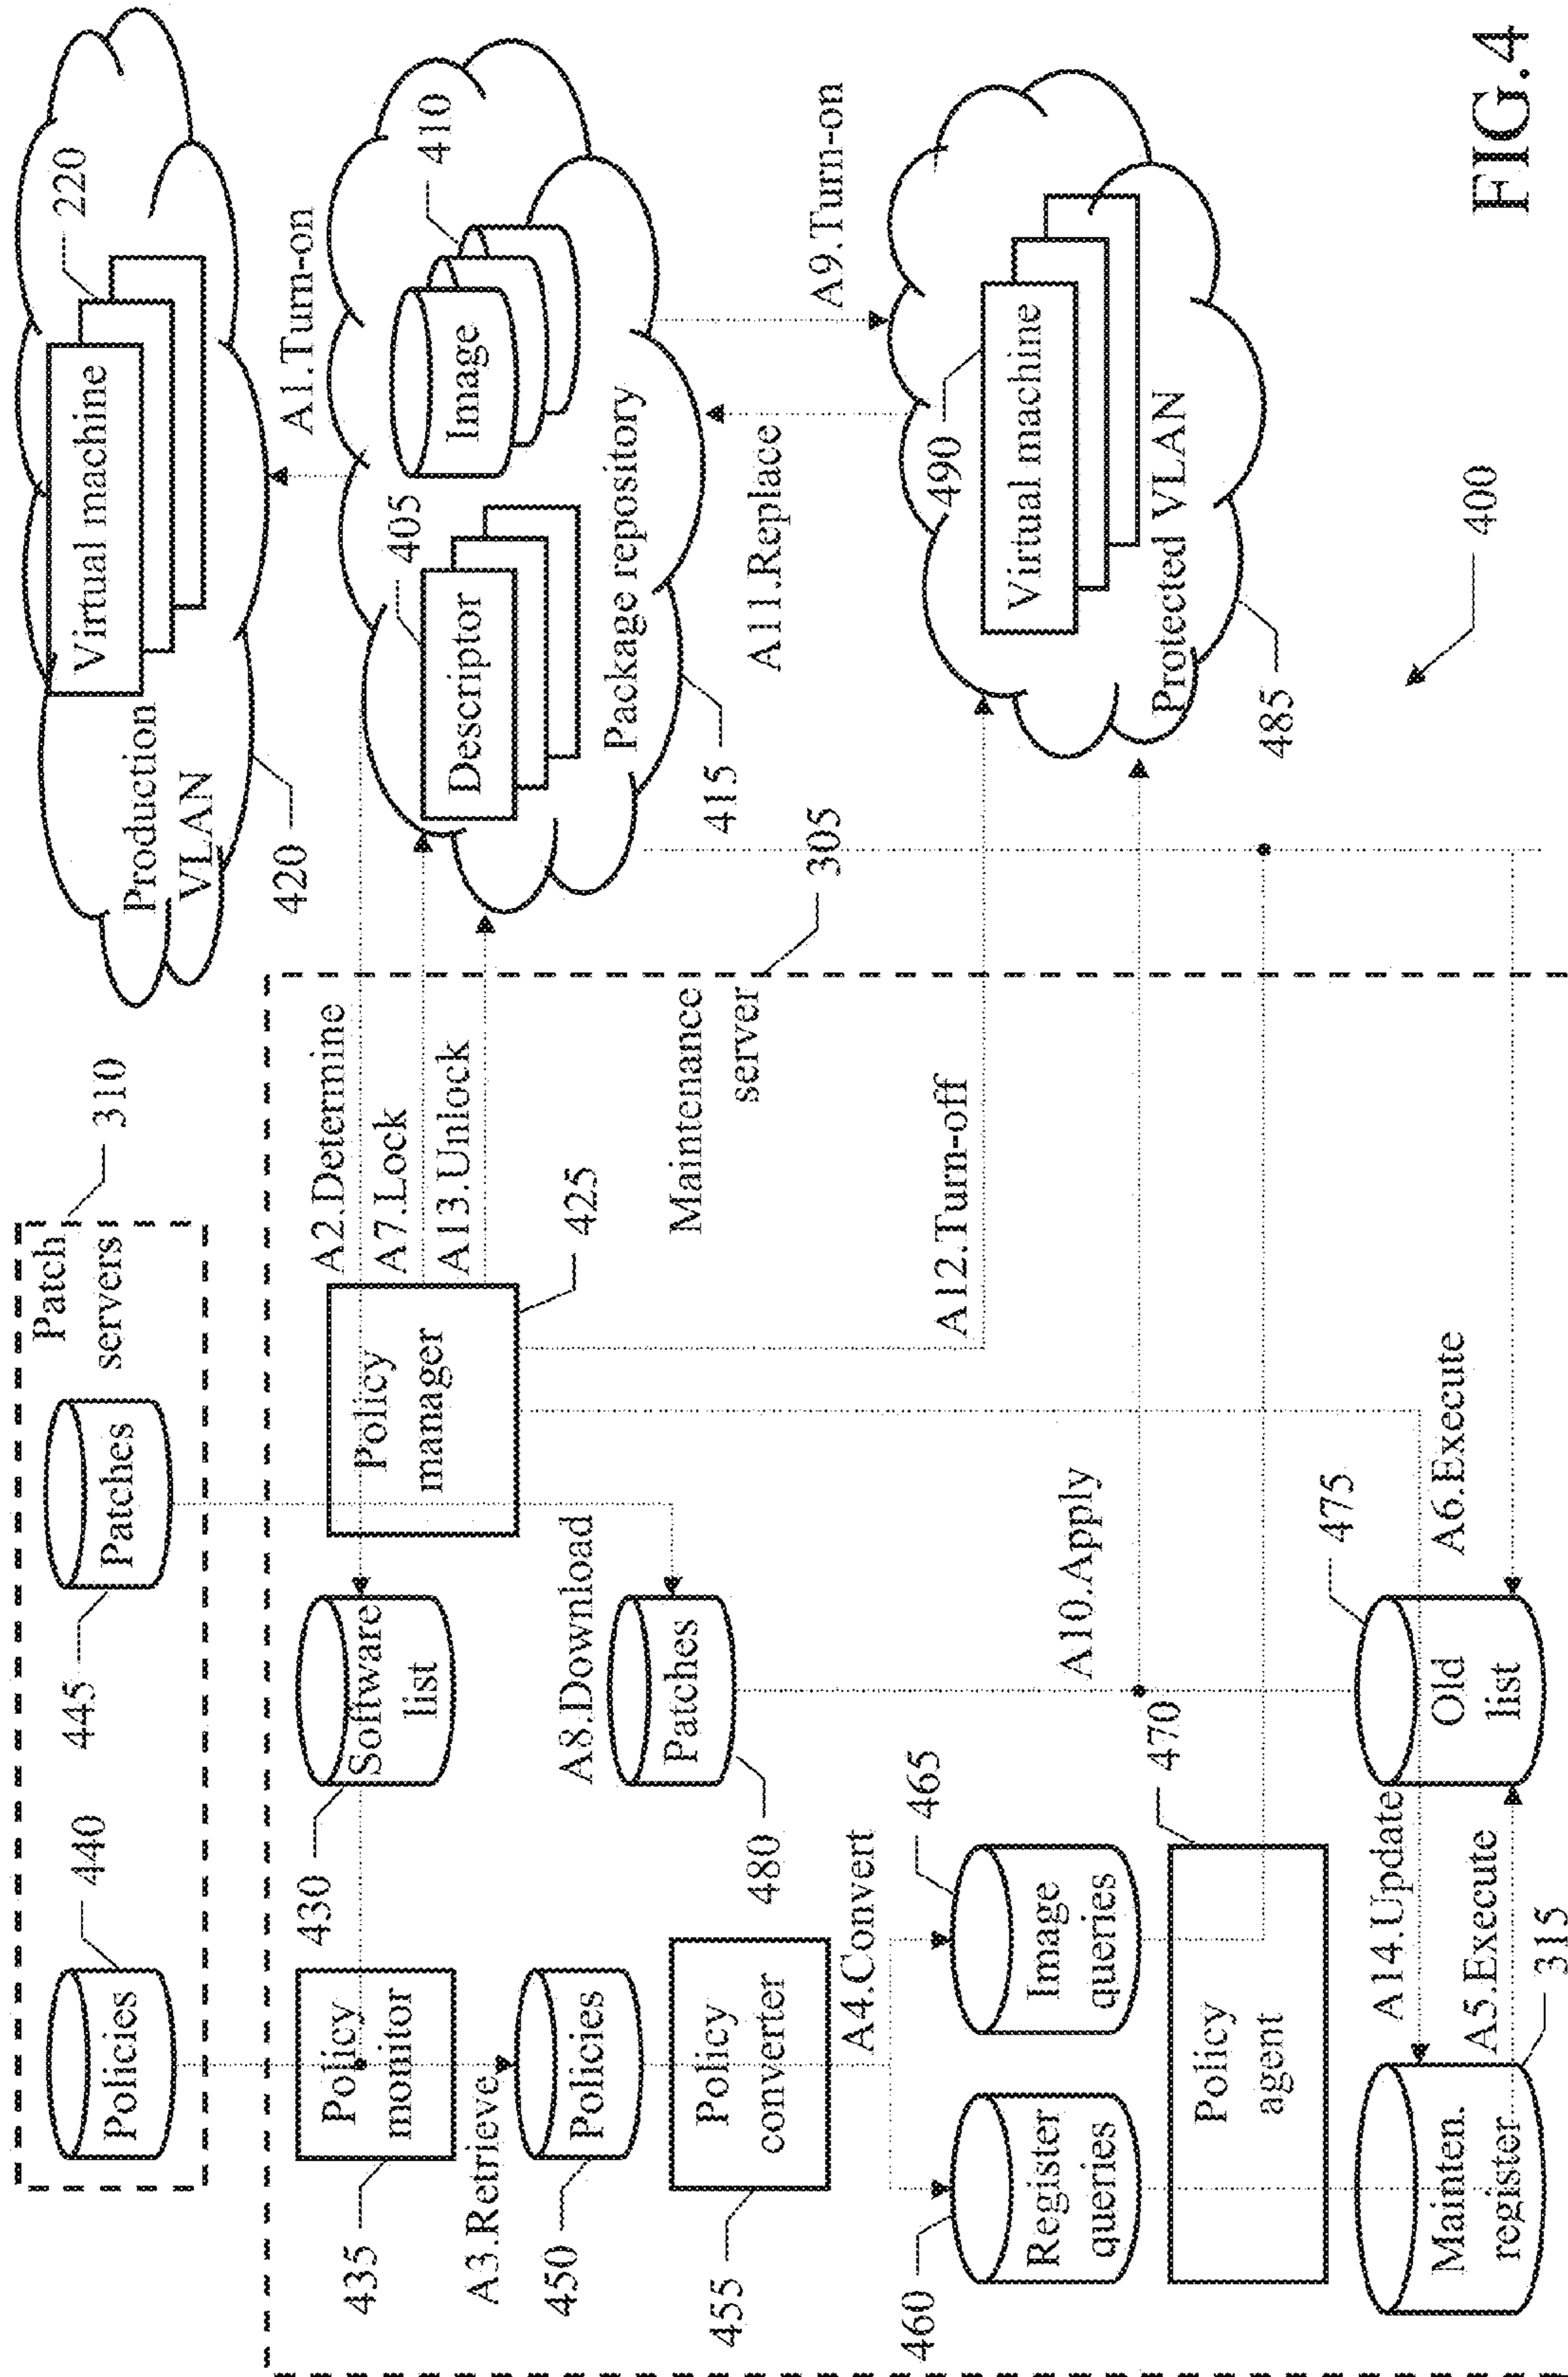 Patch
servers
310
Policies
440
Patches
445
Production
VLAN
420
Virtual machine
220
A1.Turn-on
Policy
monitor
435
430
Software
list
Policy
manager
425
A2.Determine
A7.Lock
A13.Unlock
Descriptor
405
Image
410
Package repository
415
A3.Retrieve
Policies
450
A8.Download
Patches
480
Maintenance
server
305
A11.Replace
A9.Turn-on
Policy
converter
455
A4.Convert
Register
queries
460
Image
queries
465
A12.Turn-off
Virtual machine
490
Protected VLAN
485
A10.Apply
Policy
agent
470
Mainten.
register
315
A14.Update
A5.Execute
Old
list
475
A6.Execute
400
FIG.4